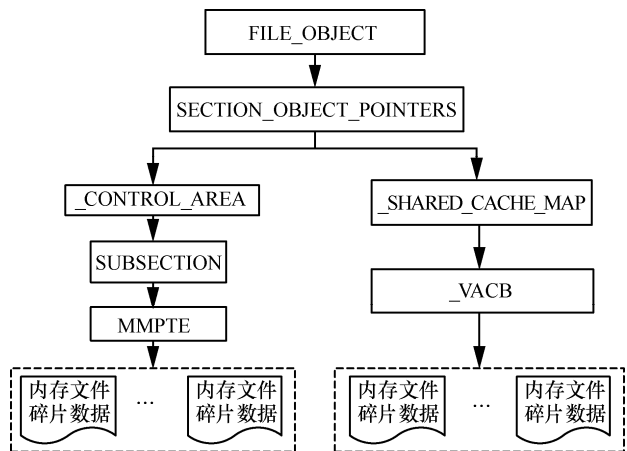 FILE_OBJECT
SECTION_OBJECT_POINTERS
_CONTROL_AREA
_SHARED_CACHE_MAP
SUBSECTION
_VACB
MMPTE
内存文件
碎片数据
...
内存文件
碎片数据
内存文件
碎片数据
...
内存文件
碎片数据